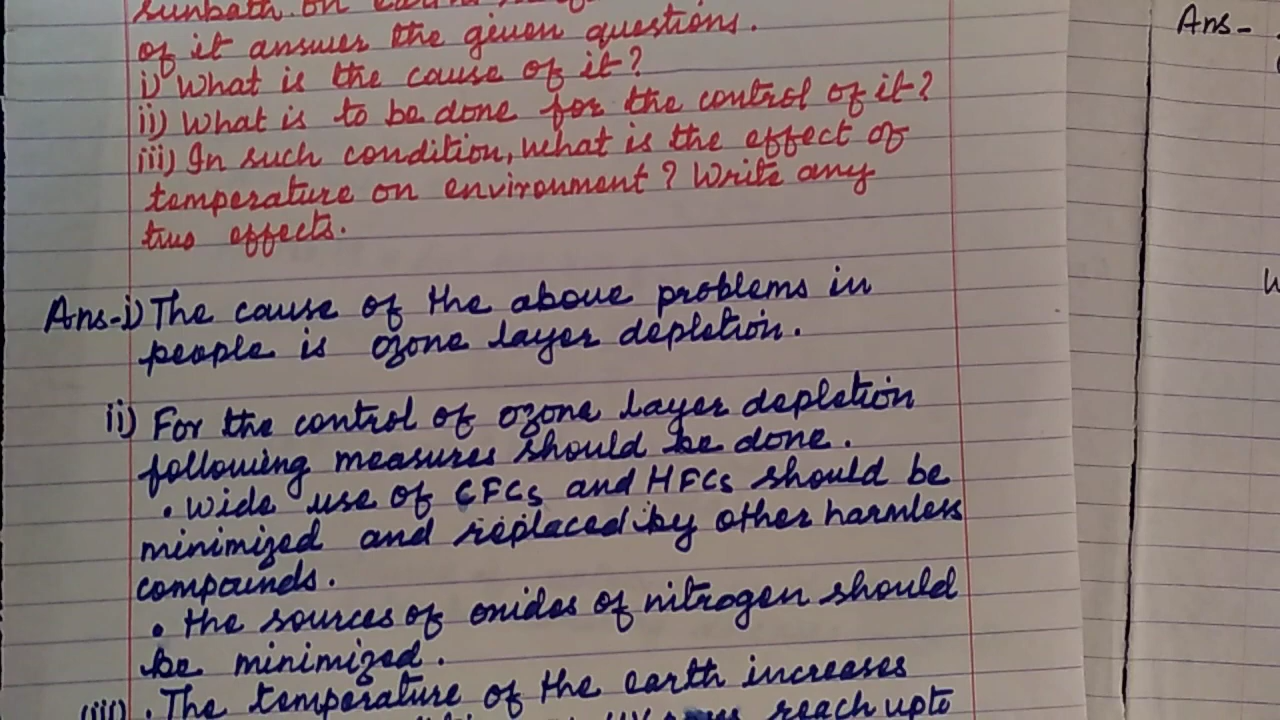 sunbath on
of it answer the given questions.
i) What is the cause of it?
ii) What is to be done for the control of it?
iii) In such condition, what is the effect of
temperature on environment? Write any
two effects.
Ans-i) The cause of the above problems in
people is ozone layer depletion.
ii) For the control of ozone layer depletion
following measures should be done.
• Wide use of CFCs and HFCs should be
minimized and replaced by other harmless
compounds.
• the sources of oxides of nitrogen should
be minimized.
(iii) • The temperature of the earth increases
UV rays reach upto
Ans-